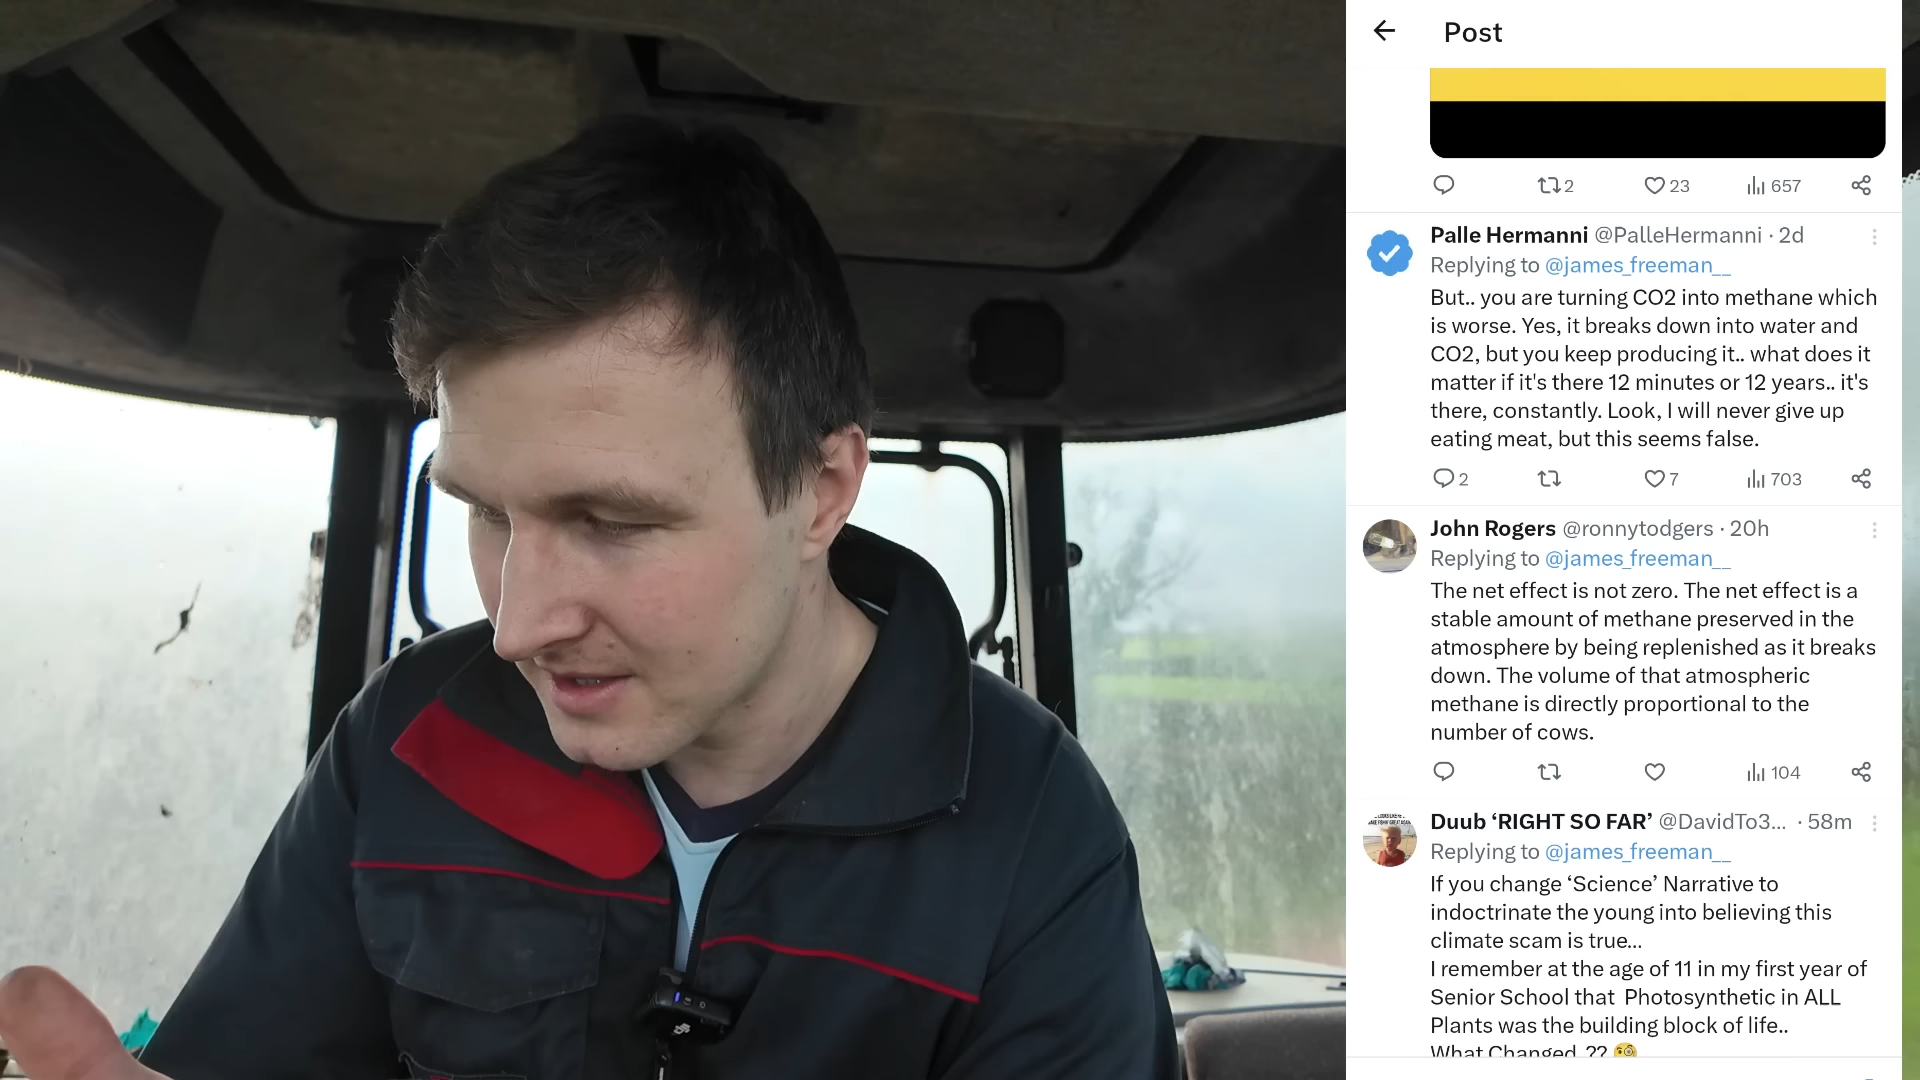 Post
2
23
657
Palle Hermanni @PalleHermanni · 2d
Replying to @james_freeman__
But.. you are turning CO2 into methane which
is worse. Yes, it breaks down into water and
CO2, but you keep producing it.. what does it
matter if it's there 12 minutes or 12 years.. it's
there, constantly. Look, I will never give up
eating meat, but this seems false.
2
7
703
John Rogers @ronnytodgers · 20h
Replying to @james_freeman__
The net effect is not zero. The net effect is a
stable amount of methane preserved in the
atmosphere by being replenished as it breaks
down. The volume of that atmospheric
methane is directly proportional to the
number of cows.
104
Duub ‘RIGHT SO FAR’ @DavidTo3... · 58m
Replying to @james_freeman__
If you change ‘Science’ Narrative to
indoctrinate the young into believing this
climate scam is true...
I remember at the age of 11 in my first year of
Senior School that Photosynthetic in ALL
Plants was the building block of life..
What Changed ?? 🧐